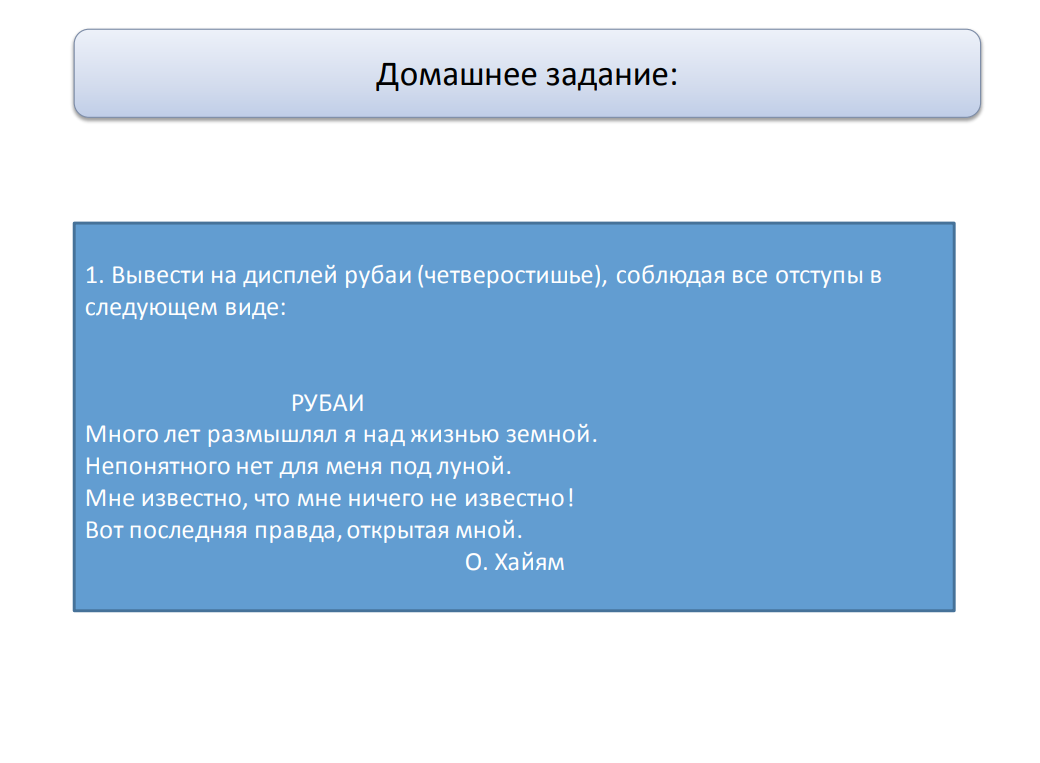 Домашнее задание:
1. Вывести на дисплей рубаи (четверостишье), соблюдая все отступы в
следующем виде:
РУБАИ
Много лет размышлял я над жизнью земной.
Непонятного нет для меня под луной.
Мне известно, что мне ничего не известно!
Вот последняя правда, открытая мной.
О. Хайям